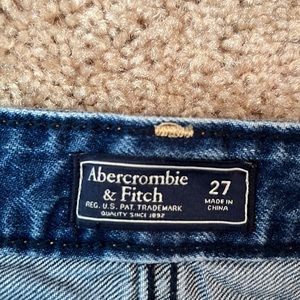 Abercrombie
& Fitch
REG. U.S. PAT. TRADEMARK
QUALITY SINCE 1892
27
MADE IN
CHINA